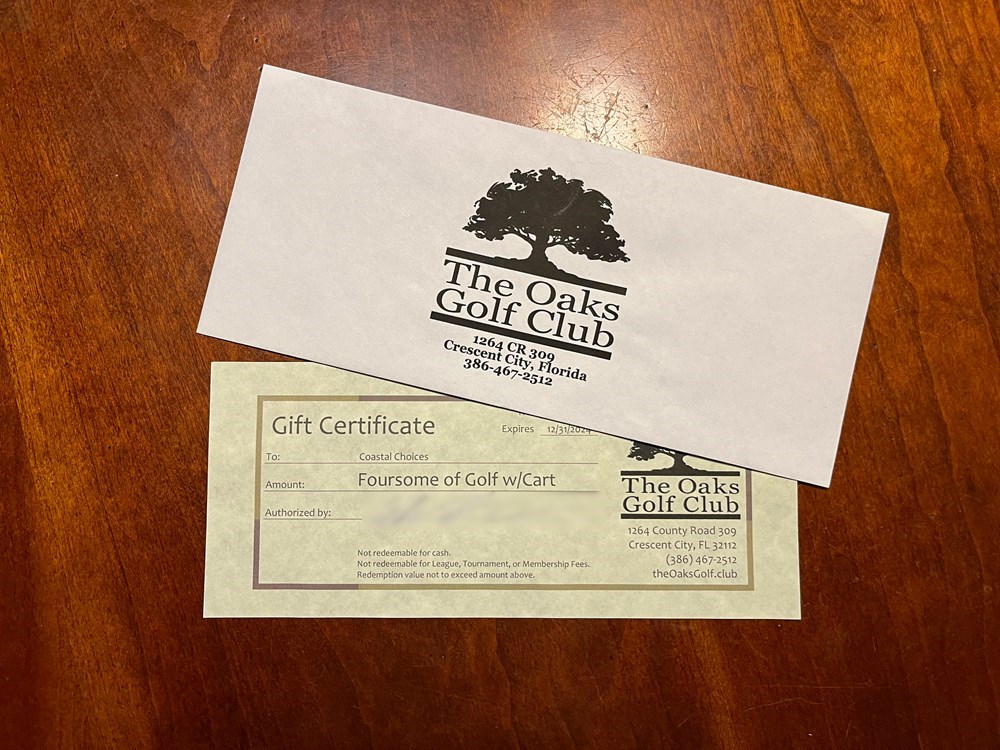 The Oaks
Golf Club
1264 CR 309
Crescent City, Florida
386-467-2512
Gift Certificate
Expires 12/31/2024
To: Coastal Choices
Amount: Foursome of Golf w/Cart
Authorized by:
Not redeemable for cash.
Not redeemable for League, Tournament, or Membership Fees.
Redemption value not to exceed amount above.
The Oaks
Golf Club
1264 County Road 309
Crescent City, FL 32112
(386) 467-2512
theOaksGolf.club